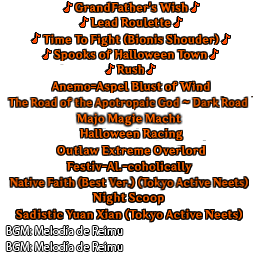 ♪ GrandFather's Wish ♪
♪ Lead Roulette ♪
♪ Time To Fight (Bionis Shouder) ♪
♪ Spooks of Halloween Town ♪
♪ Rush ♪
Anemo=Aspel Blust of Wind
The Road of the Apotropaic God ~ Dark Road
Majo Magie Macht
Halloween Racing
Outlaw Extreme Overlord
Festiv-AL-coholically
Native Faith (Best Ver.) (Tokyo Active Neets)
Night Scoop
Sadistic Yuan Xian (Tokyo Active Neets)
BGM: Melodia de Reimu
BGM: Melodia de Reimu